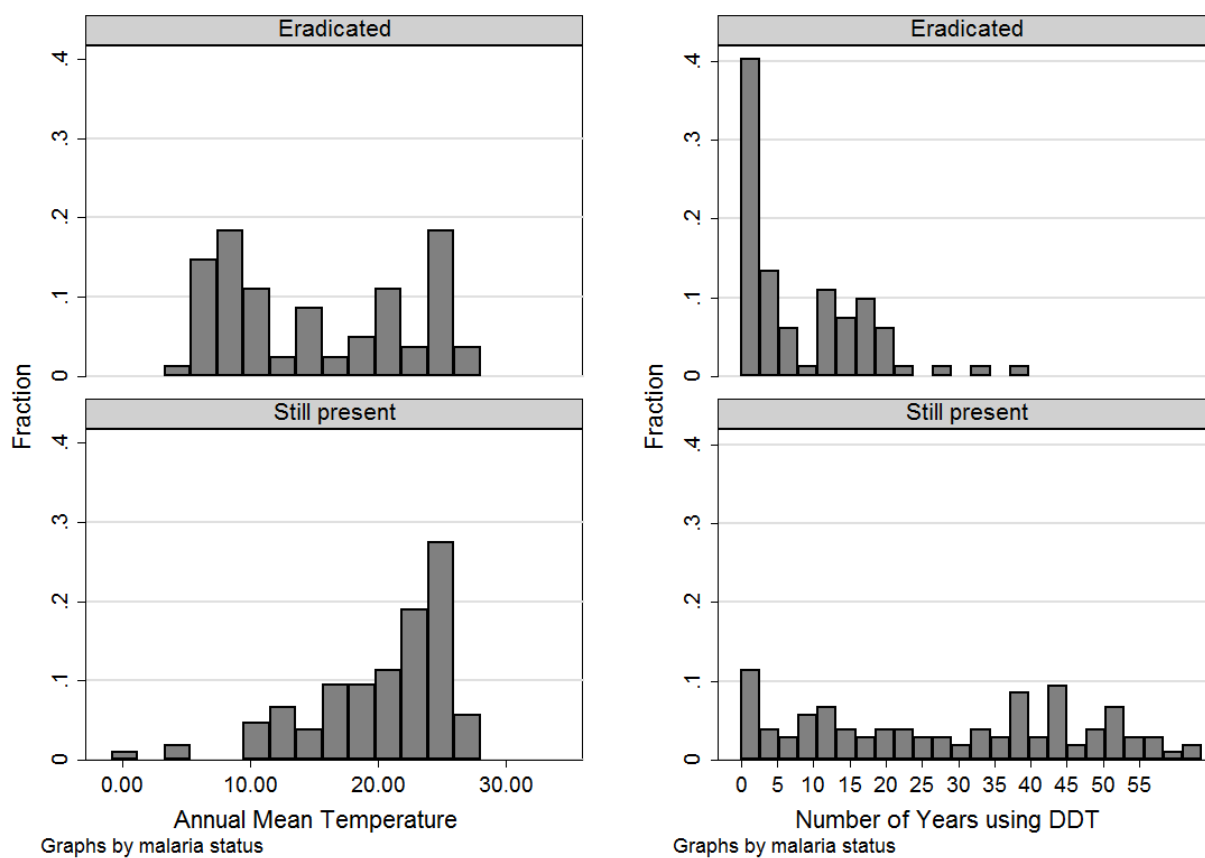 Eradicated
.4
.3
.2
.1
0
Still present
.4
.3
.2
.1
0
Fraction
0.00 10.00 20.00 30.00
Annual Mean Temperature
Graphs by malaria status
Eradicated
.4
.3
.2
.1
0
Still present
.4
.3
.2
.1
0
Fraction
0 5 10 15 20 25 30 35 40 45 50 55
Number of Years using DDT
Graphs by malaria status